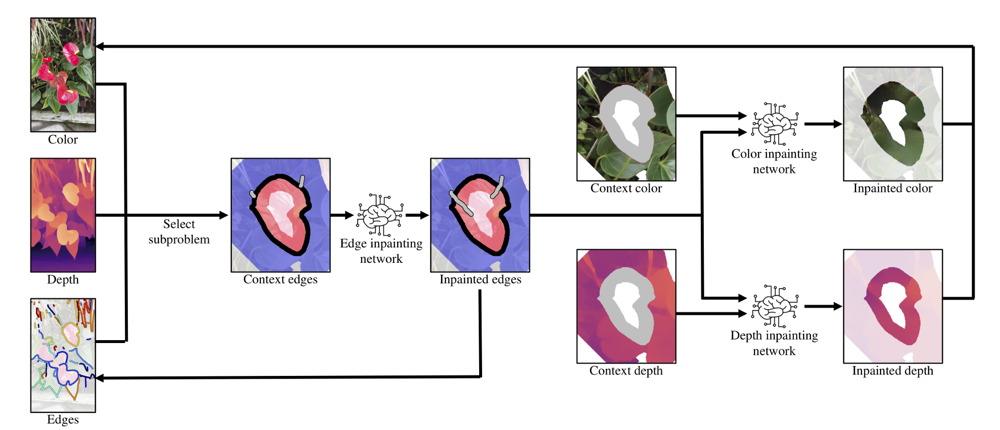 Color
Depth
Edges
Select
subproblem
Context edges
Edge inpainting
network
Inpainted edges
Context color
Color inpainting
network
Inpainted color
Context depth
Depth inpainting
network
Inpainted depth